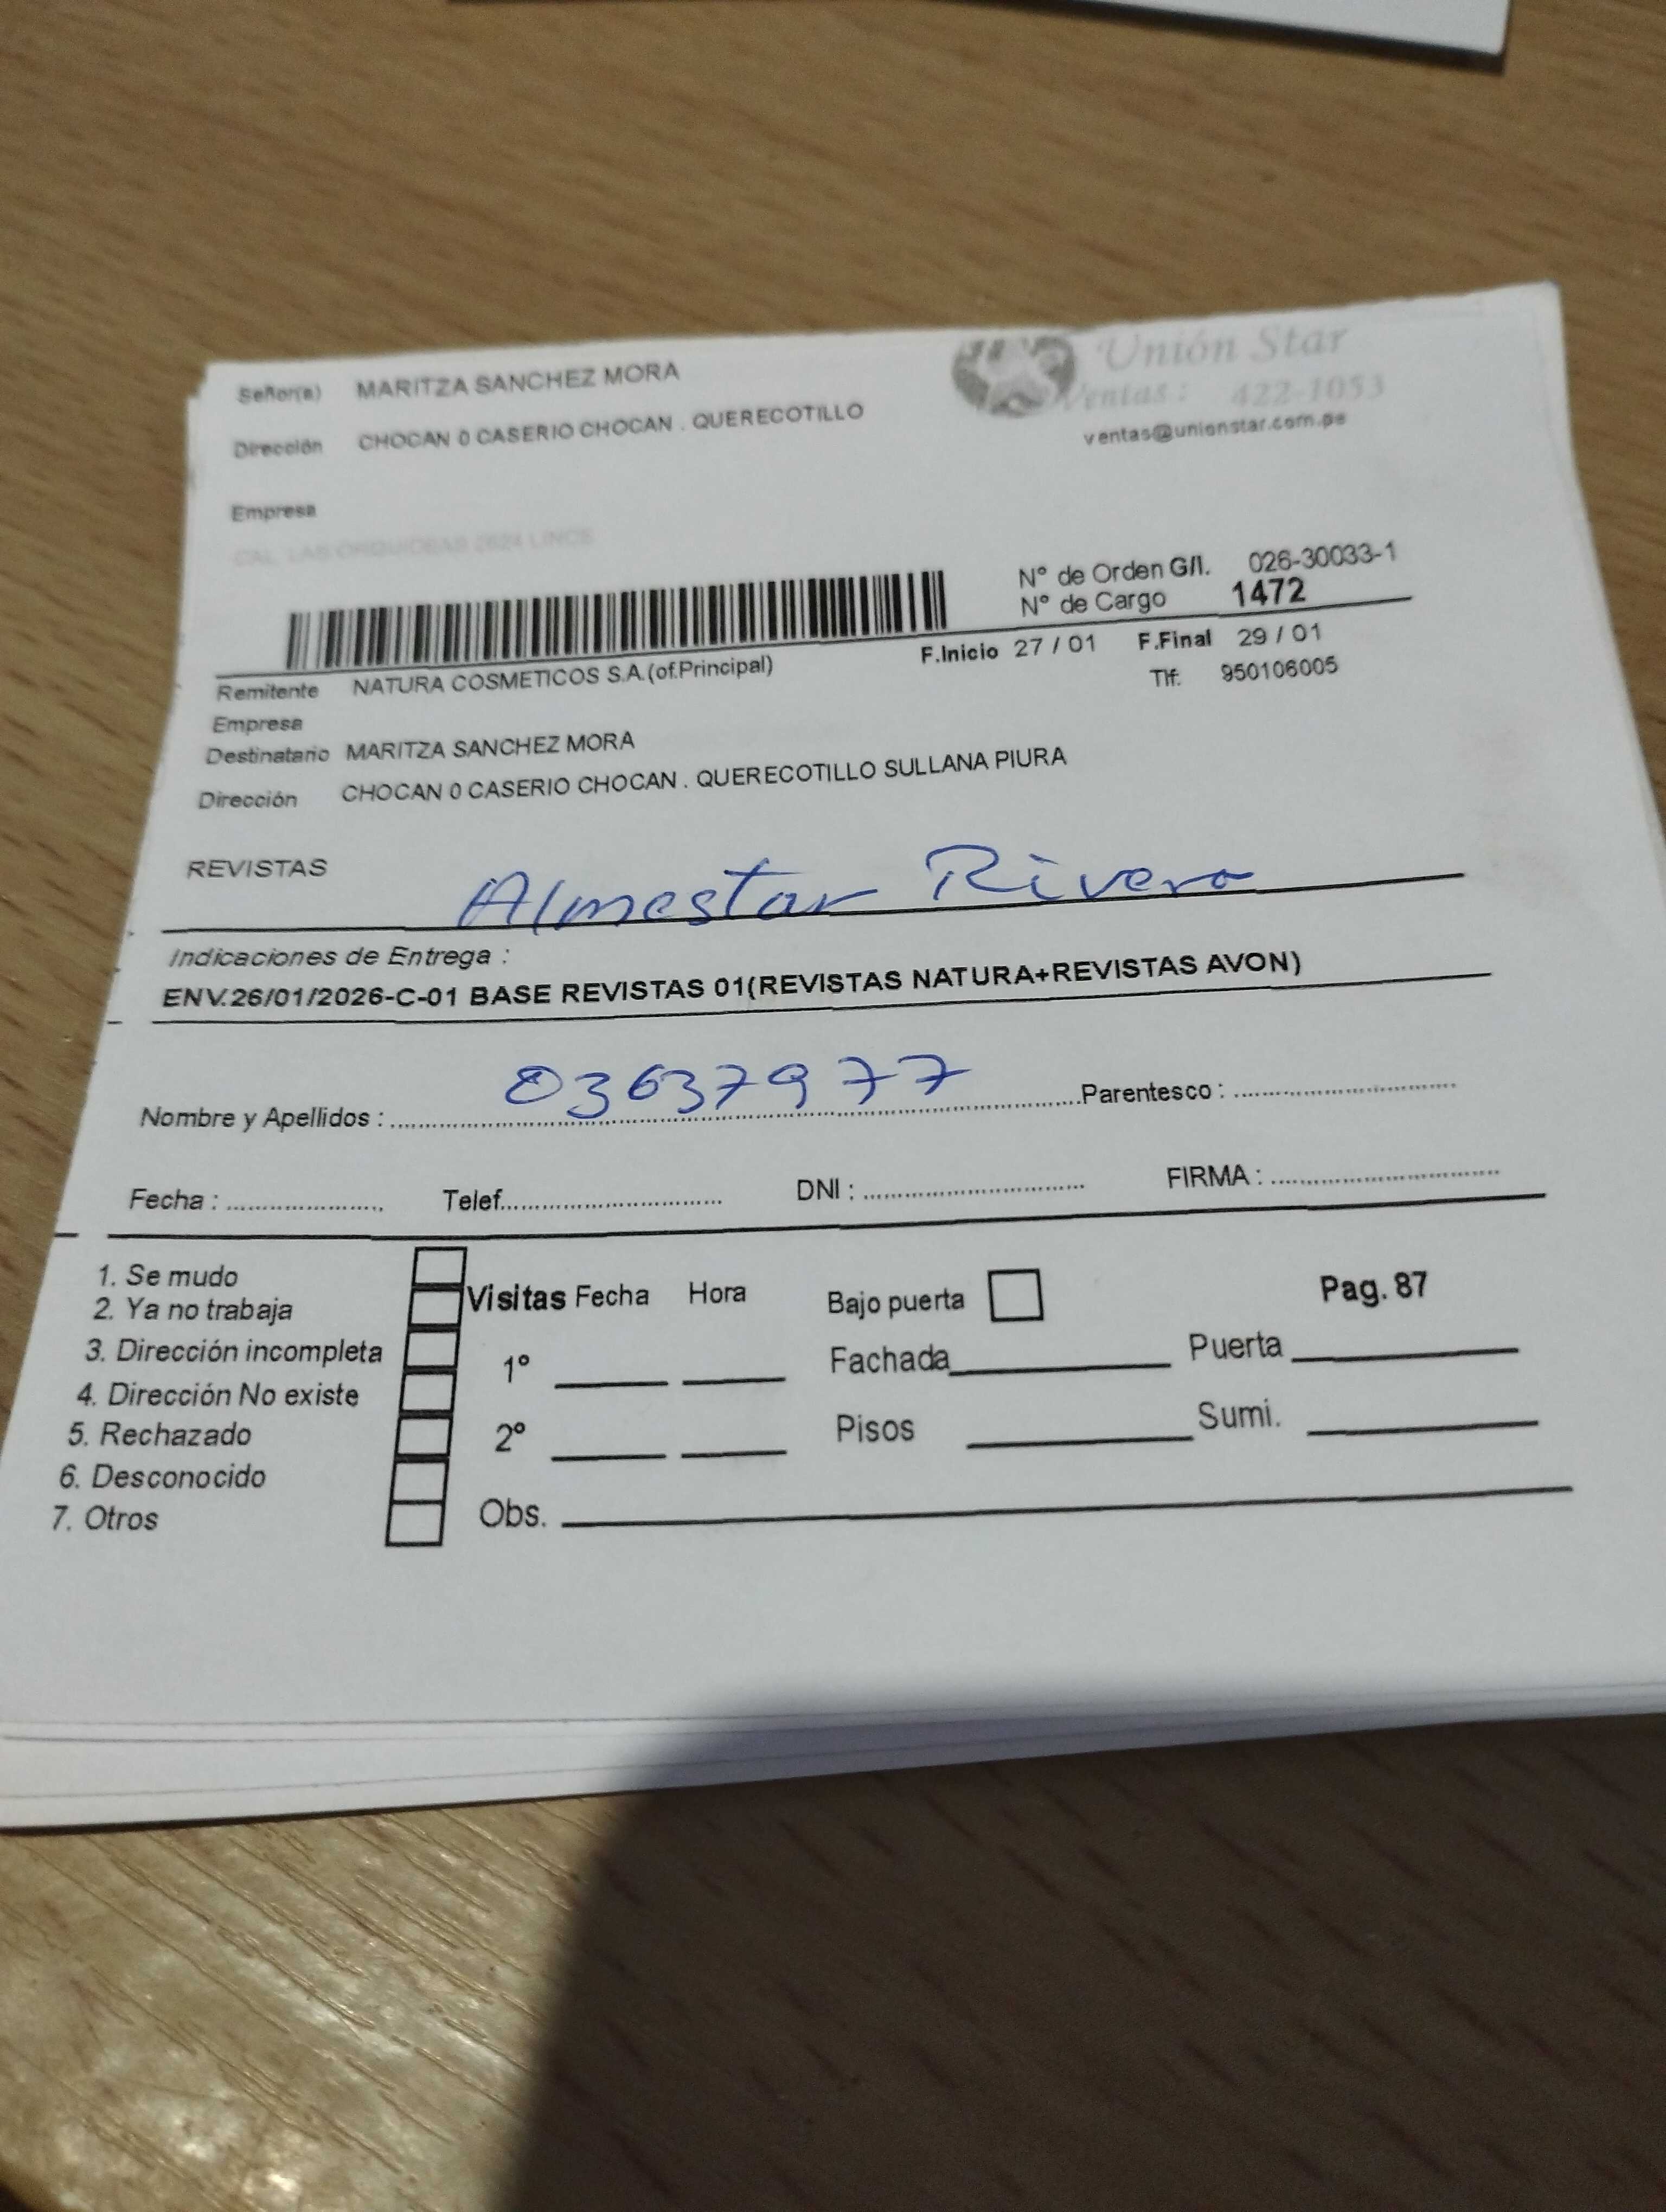 Señor(a) MARITZA SANCHEZ MORA
Unión Star
Dirección CHOCAN 0 CASERIO CHOCAN . QUERECOTILLO
Ventas : 422-1053
ventas@unionstar.com.pe
Empresa
CAL. LAS ORQUIDEAS 2624 LINCE
N° de Orden G/I. 026-30033-1
N° de Cargo 1472
F.Inicio 27 / 01 F.Final 29 / 01
Remitente NATURA COSMETICOS S.A.(of.Principal)
Tlf: 950106005
Empresa
Destinatario MARITZA SANCHEZ MORA
Dirección CHOCAN 0 CASERIO CHOCAN . QUERECOTILLO SULLANA PIURA
REVISTAS Almestar Rivera
Indicaciones de Entrega :
ENV.26/01/2026-C-01 BASE REVISTAS 01(REVISTAS NATURA+REVISTAS AVON)
03637977
Nombre y Apellidos : Parentesco :
Fecha : Telef. DNI : FIRMA :
1. Se mudo
2. Ya no trabaja
3. Dirección incompleta
4. Dirección No existe
5. Rechazado
6. Desconocido
7. Otros
Visitas Fecha Hora
1°
2°
Obs.
Bajo puerta
Pag. 87
Fachada Puerta
Pisos Sumi.